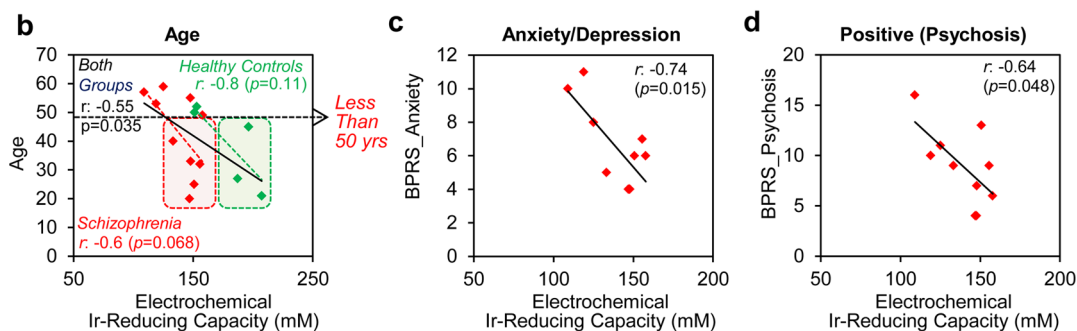 b
Age
70
60
50
40
30
20
10
0
Age
Both
Groups
r: -0.55
p=0.035
Healthy Controls
r: -0.8 (p=0.11)
Less
Than
50 yrs
Schizophrenia
r: -0.6 (p=0.068)
50
150
250
Electrochemical
Ir-Reducing Capacity (mM)
c
Anxiety/Depression
12
10
8
6
4
2
0
BPRS_Anxiety
r: -0.74
(p=0.015)
50
100
150
200
Electrochemical
Ir-Reducing Capacity (mM)
d
Positive (Psychosis)
20
15
10
5
0
BPRS_Psychosis
r: -0.64
(p=0.048)
50
100
150
200
Electrochemical
Ir-Reducing Capacity (mM)